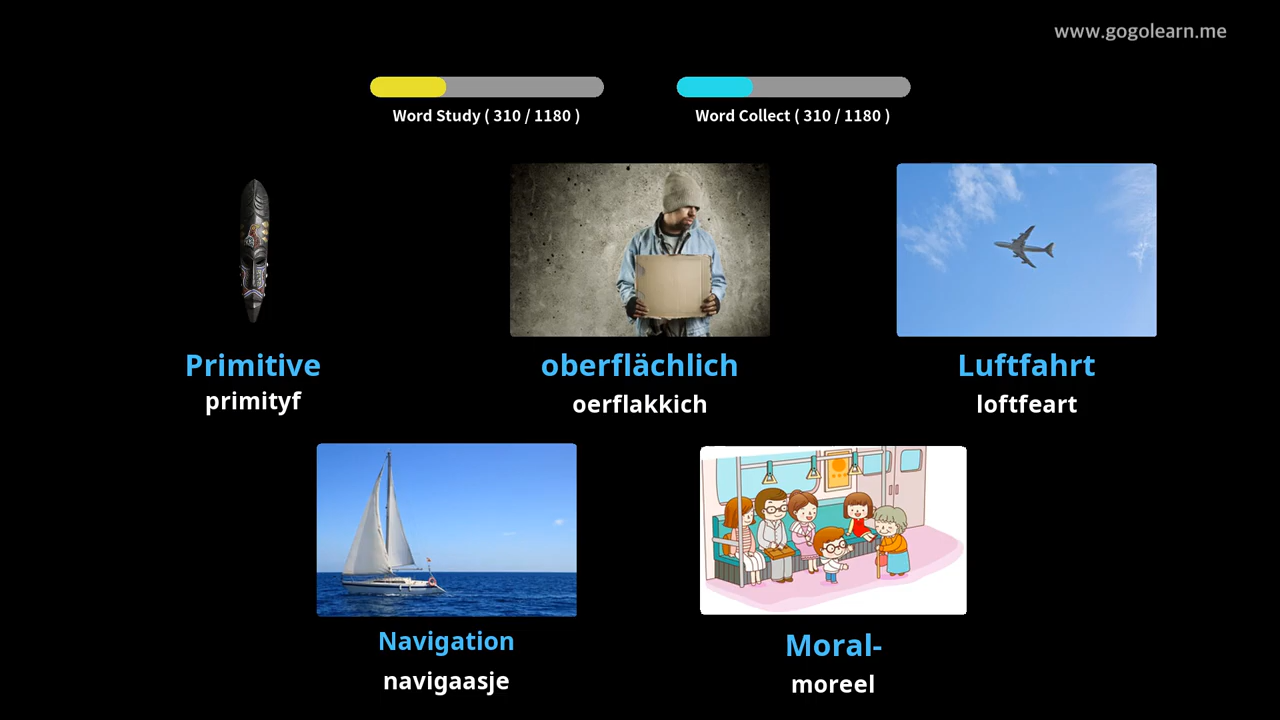 www.gogolearn.me
Word Study ( 310 / 1180 )
Word Collect ( 310 / 1180 )
Primitive
primityf
oberflächlich
oerflakkich
Luftfahrt
loftfeart
Navigation
navigaasje
Moral-
moreel